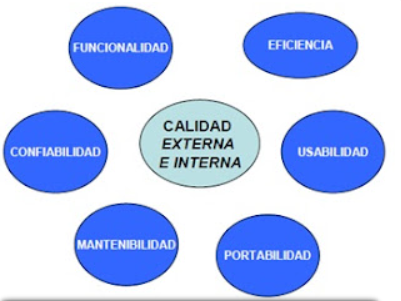 FUNCIONALIDAD
EFICIENCIA
CONFIABILIDAD
CALIDAD
EXTERNA
E INTERNA
USABILIDAD
MANTENIBILIDAD
PORTABILIDAD